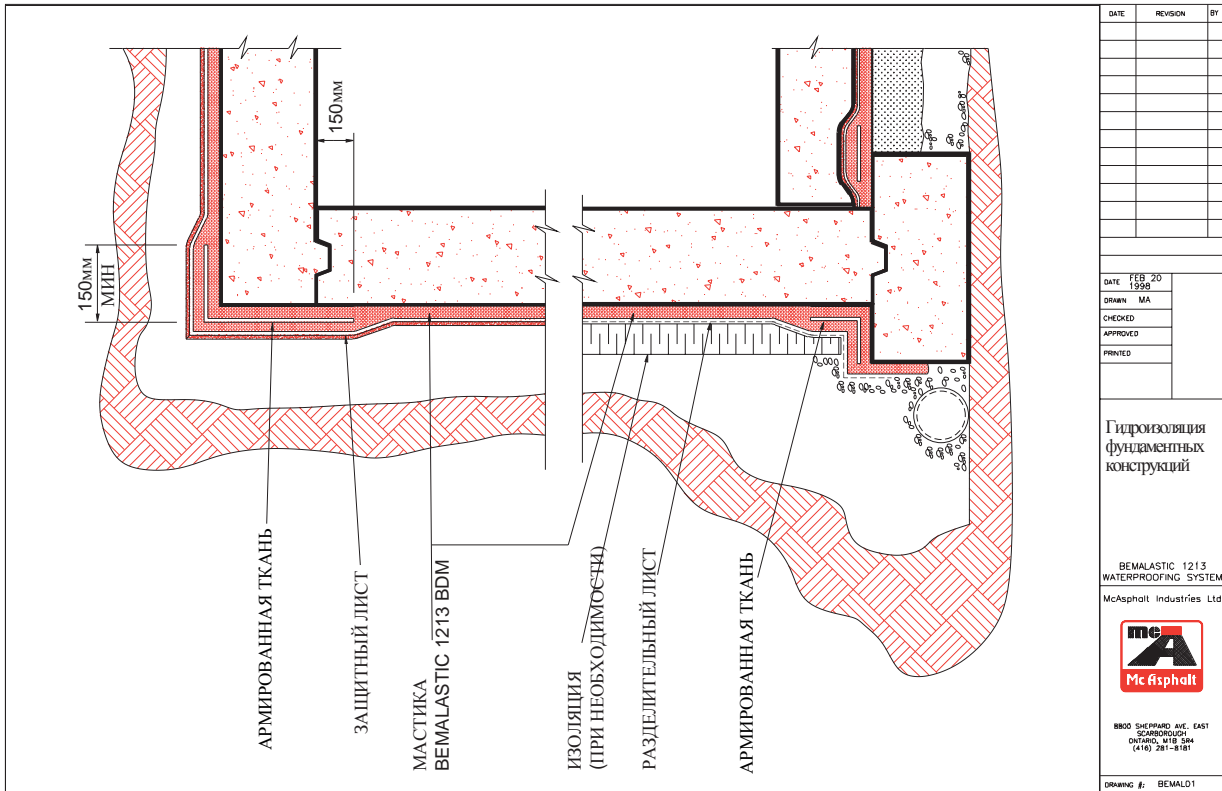 150мм
150мм
МИН
АРМИРОВАННАЯ ТКАНЬ
ЗАЩИТНЫЙ ЛИСТ
МАСТИКА
BEMALASTIC 1213 BDM
ИЗОЛЯЦИЯ
(ПРИ НЕОБХОДИМОСТИ)
РАЗДЕЛИТЕЛЬНЫЙ ЛИСТ
АРМИРОВАННАЯ ТКАНЬ
DATE REVISION BY
DATE FEB 20
1998
DRAWN MA
CHECKED
APPROVED
PRINTED
Гидроизоляция
фундаментных
конструкций
BEMALASTIC 1213
WATERPROOFING SYSTEM
McAsphalt Industries Ltd
mc A
Mc Asphalt
8800 SHEPPARD AVE. EAST
SCARBOROUGH
ONTARIO, M1B 5R4
(416) 281-8181
DRAWING #: BEMAL01